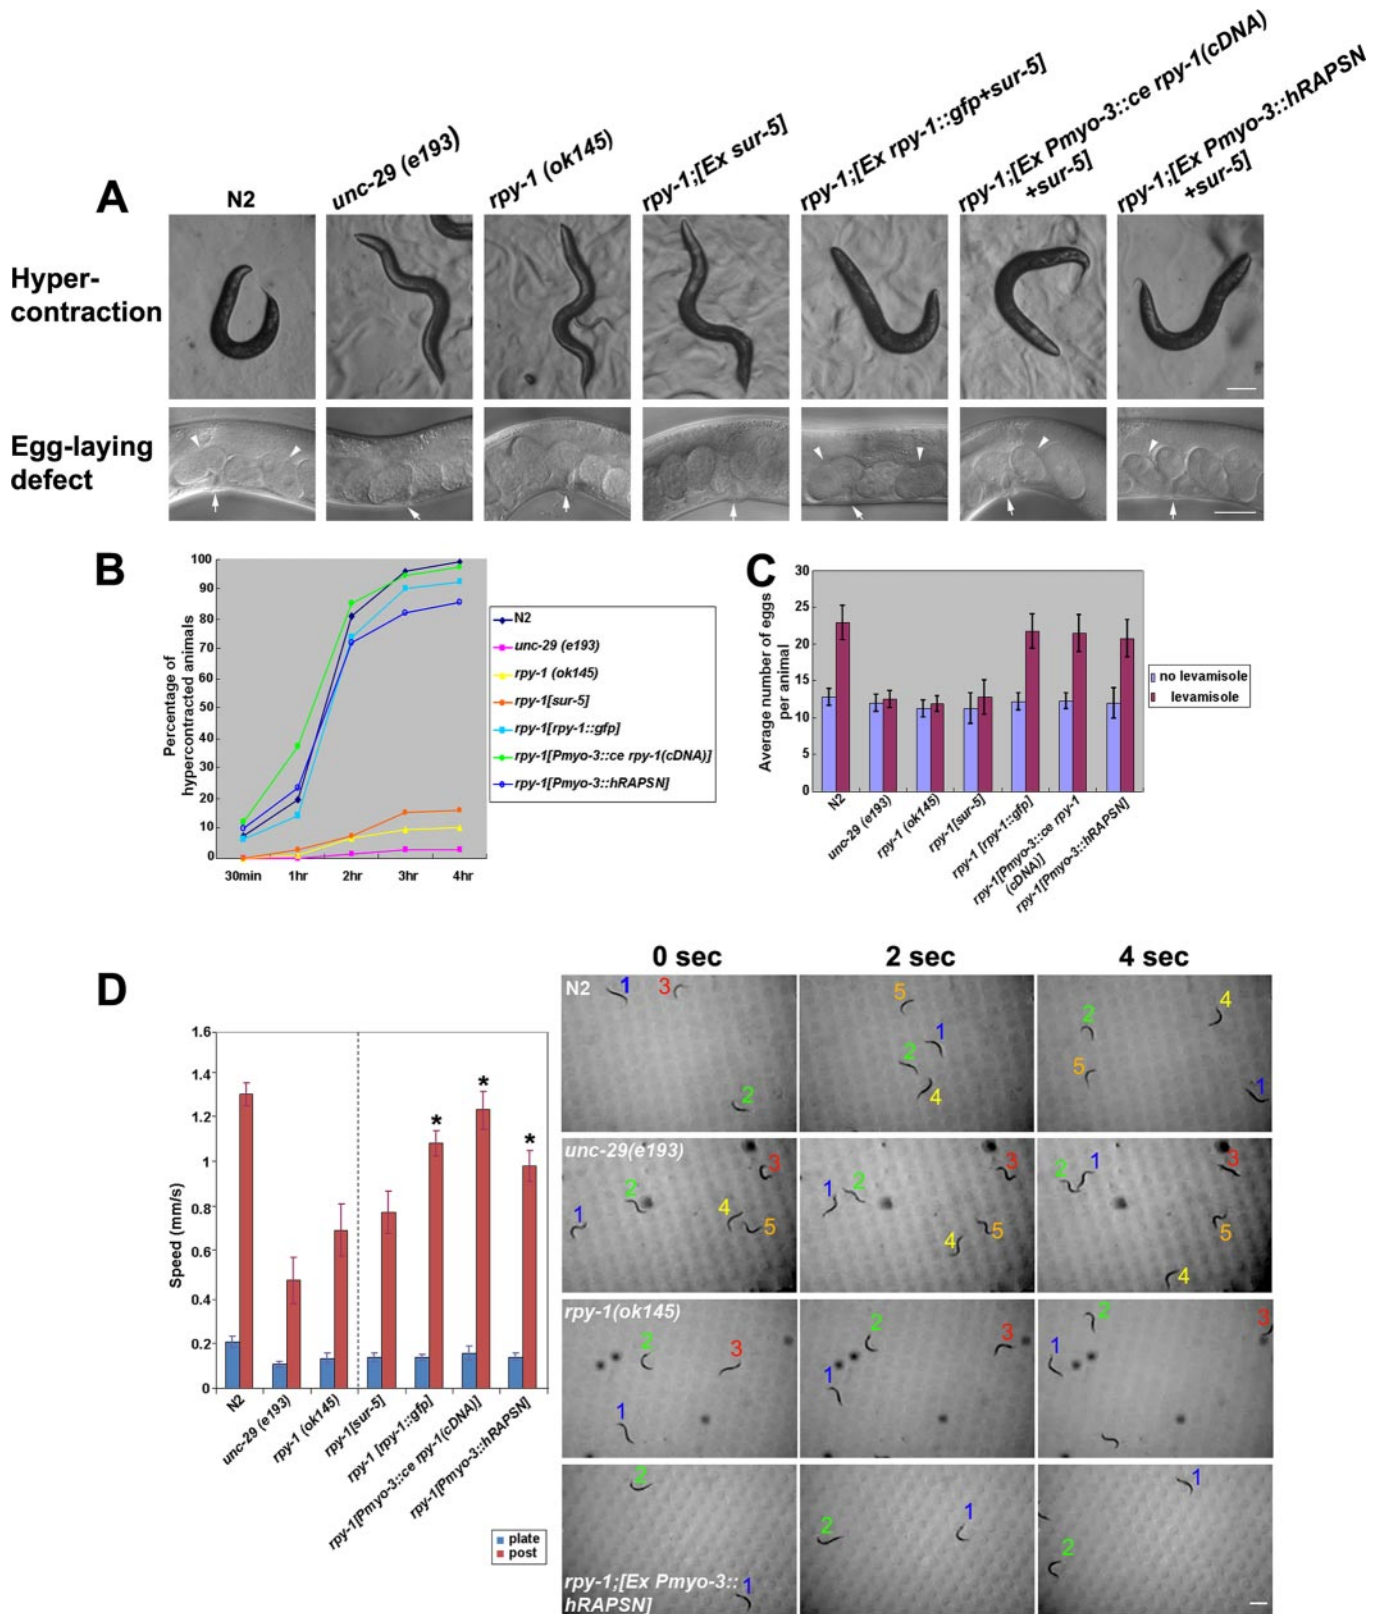 A
N2
unc-29 (e193)
rpy-1 (ok145)
rpy-1;[Ex sur-5]
rpy-1;[Ex rpy-1::gfp+sur-5]
rpy-1;[Ex Pmyo-3::ce rpy-1(cDNA)
+sur-5]
rpy-1;[Ex Pmyo-3::hRAPSN
+sur-5]
Hyper-
contraction
Egg-laying
defect
B
Percentage of
hypercontracted animals
100
90
80
70
60
50
40
30
20
10
0
30min 1hr 2hr 3hr 4hr
N2
unc-29 (e193)
rpy-1 (ok145)
rpy-1[sur-5]
rpy-1[rpy-1::gfp]
rpy-1[Pmyo-3::ce rpy-1(cDNA)]
rpy-1[Pmyo-3::hRAPSN]
C
Average number of eggs
per animal
30
25
20
15
10
5
0
N2
unc-29 (e193)
rpy-1 (ok145)
rpy-1[sur-5]
rpy-1 [rpy-1::gfp]
rpy-1[Pmyo-3::ce rpy-1
(cDNA)]
rpy-1[Pmyo-3::hRAPSN]
no levamisole
levamisole
D
Speed (mm/s)
1.6
1.4
1.2
1
0.8
0.6
0.4
0.2
0
* * *
N2
unc-29 (e193)
rpy-1 (ok145)
rpy-1[sur-5]
rpy-1 [rpy-1::gfp]
rpy-1[Pmyo-3::ce rpy-1(cDNA)]
rpy-1[Pmyo-3::hRAPSN]
plate
post
0 sec 2 sec 4 sec
N2
1 3
2
5
1
2
4
4
2
5
1
unc-29(e193)
3
2
4
1
5
3
2
1
5
4
1
3
2
5
4
rpy-1(ok145)
2
3
1
2
3
1
2
3
1
2
1
rpy-1;[Ex Pmyo-3::
hRAPSN]
1
2
1
2